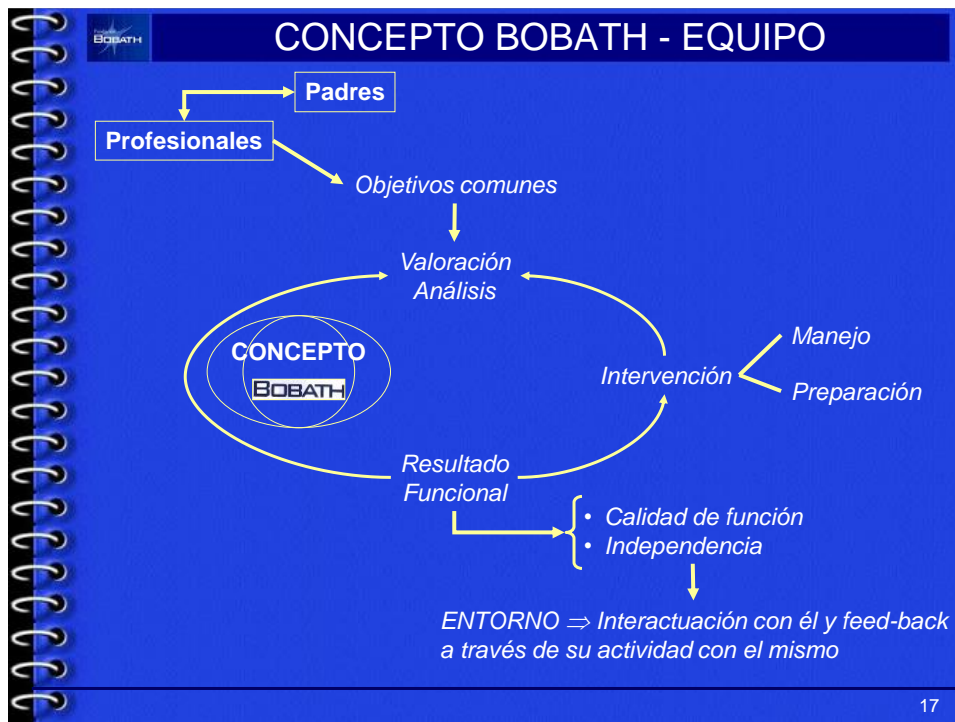 BOBATH
CONCEPTO BOBATH - EQUIPO
Padres
Profesionales
Objetivos comunes
Valoración
Análisis
CONCEPTO
BOBATH
Intervención
Manejo
Preparación
Resultado
Funcional
• Calidad de función
• Independencia
ENTORNO ⇒ Interactuación con él y feed-back
a través de su actividad con el mismo
17